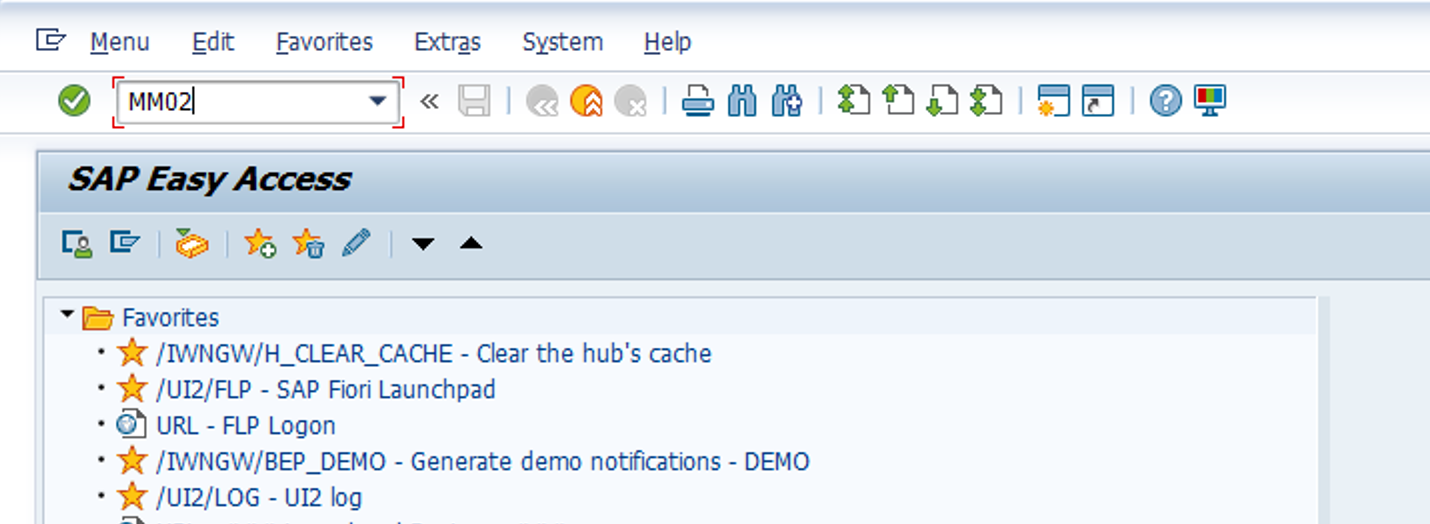 Menu Edit Favorites Extras System Help
MM02
SAP Easy Access
Favorites
/IWNGW/H_CLEAR_CACHE - Clear the hub's cache
/UI2/FLP - SAP Fiori Launchpad
URL - FLP Logon
/IWNGW/BEP_DEMO - Generate demo notifications - DEMO
/UI2/LOG - UI2 log